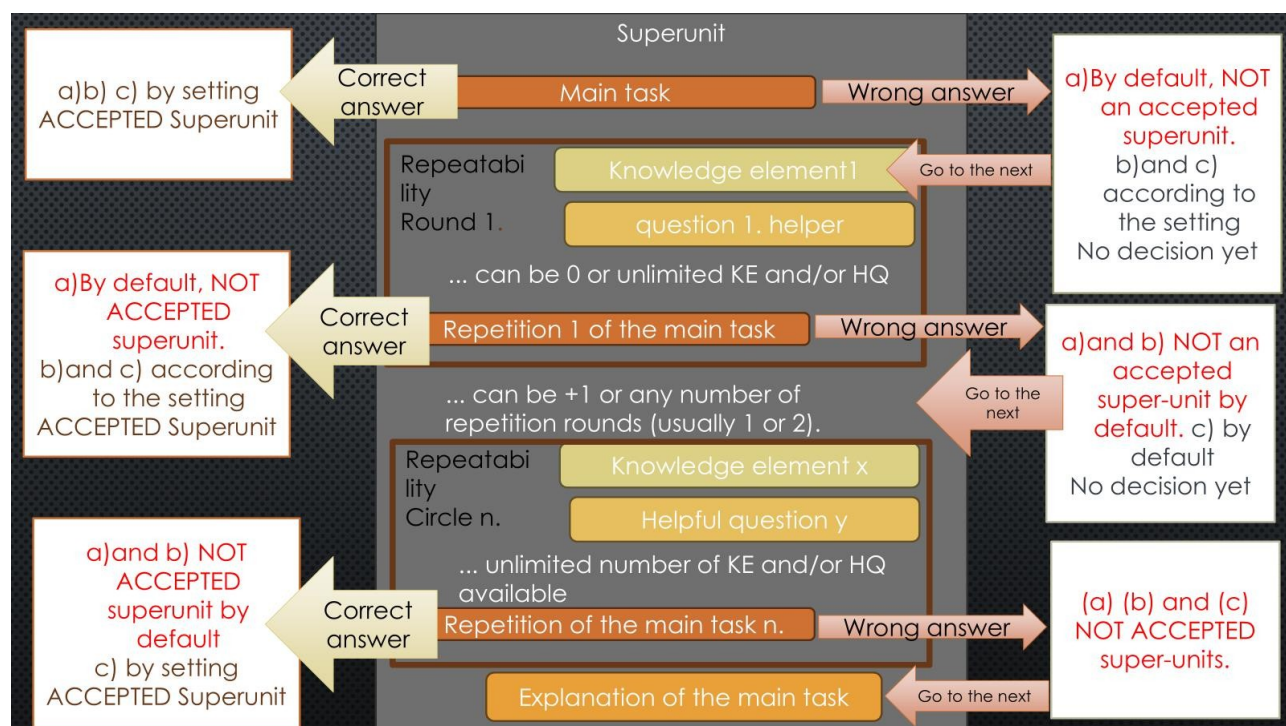 Superunit
a)b) c) by setting
ACCEPTED Superunit
Correct
answer
Main task
Wrong answer
a)By default, NOT
an accepted
superunit.
b)and c)
according to
the setting
No decision yet
Repeatabi
lity
Round 1.
Knowledge element1
Go to the next
question 1. helper
... can be 0 or unlimited KE and/or HQ
a)By default, NOT
ACCEPTED
superunit.
b)and c) according
to the setting
ACCEPTED Superunit
Correct
answer
Repetition 1 of the main task
Wrong answer
a)and b) NOT an
accepted
super-unit by
default. c) by
default
No decision yet
Go to the
next
... can be +1 or any number of
repetition rounds (usually 1 or 2).
Repeatabi
lity
Circle n.
Knowledge element x
Helpful question y
... unlimited number of KE and/or HQ
available
a)and b) NOT
ACCEPTED
superunit by
default
c) by setting
ACCEPTED Superunit
Correct
answer
Repetition of the main task n.
Wrong answer
(a) (b) and (c)
NOT ACCEPTED
super-units.
Explanation of the main task
Go to the next